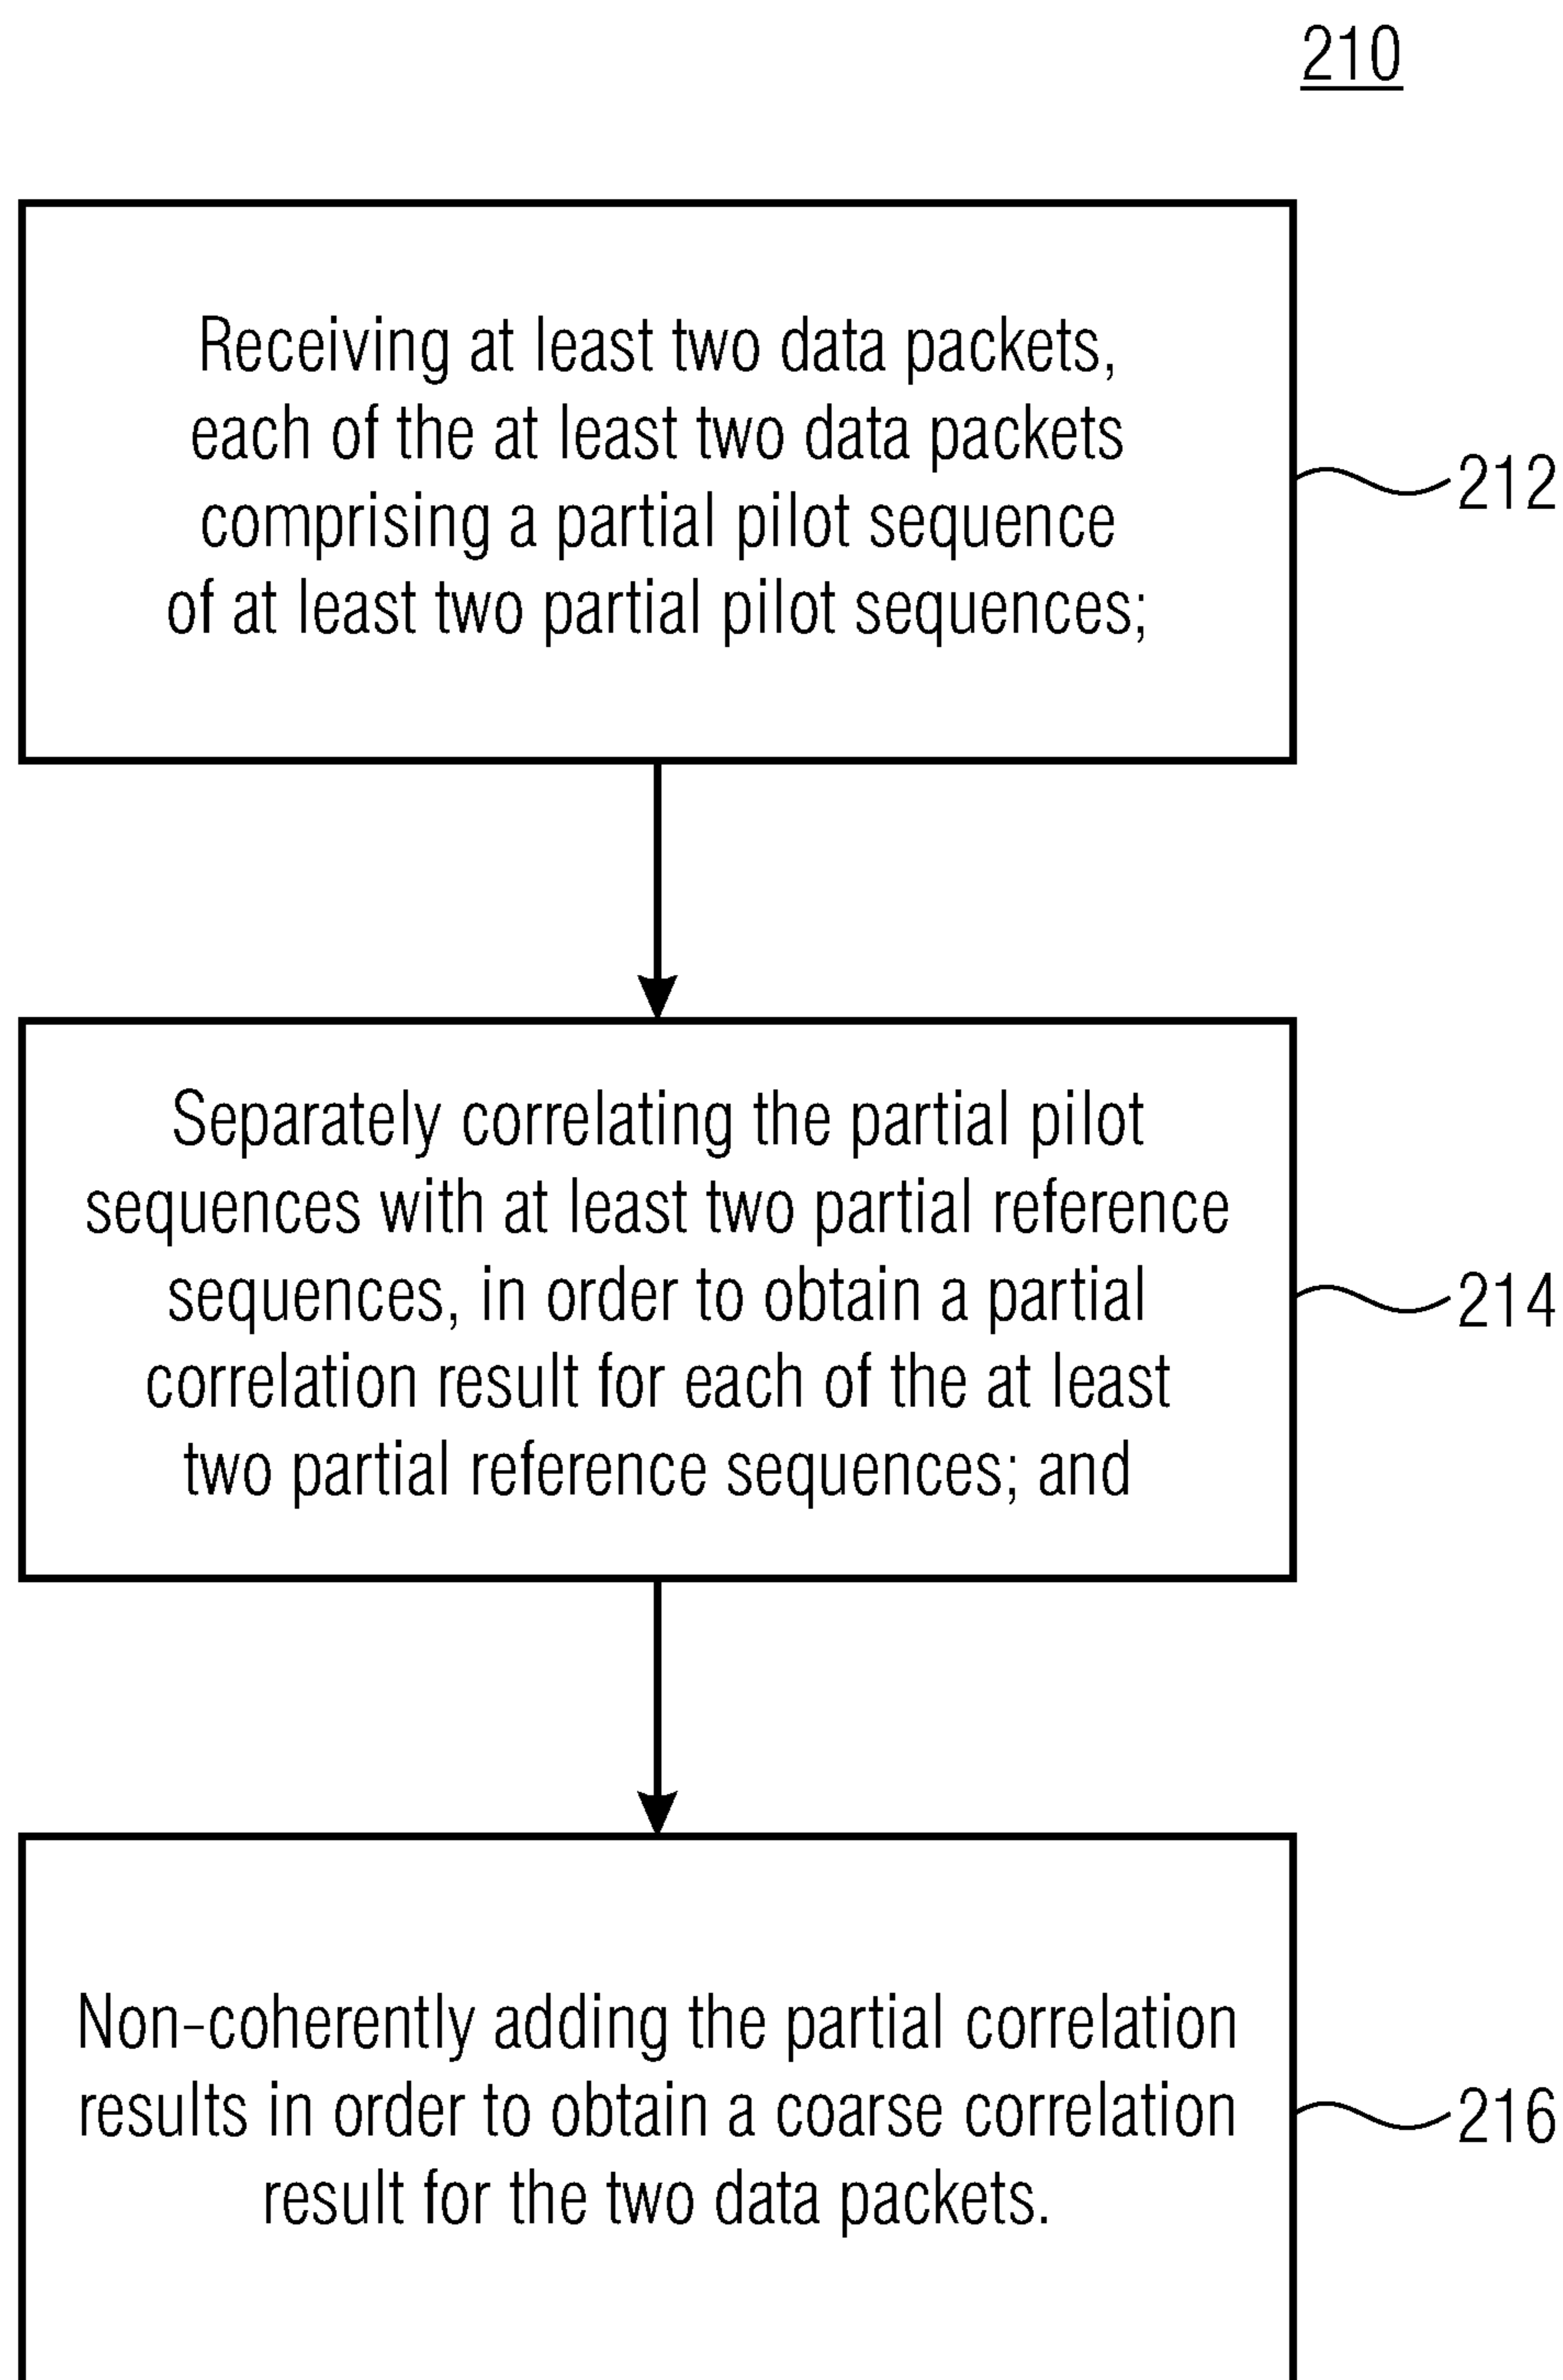 210
Receiving at least two data packets,
each of the at least two data packets
comprising a partial pilot sequence
of at least two partial pilot sequences;
212
Separately correlating the partial pilot
sequences with at least two partial reference
sequences, in order to obtain a partial
correlation result for each of the at least
two partial reference sequences; and
214
Non-coherently adding the partial correlation
results in order to obtain a coarse correlation
result for the two data packets.
216